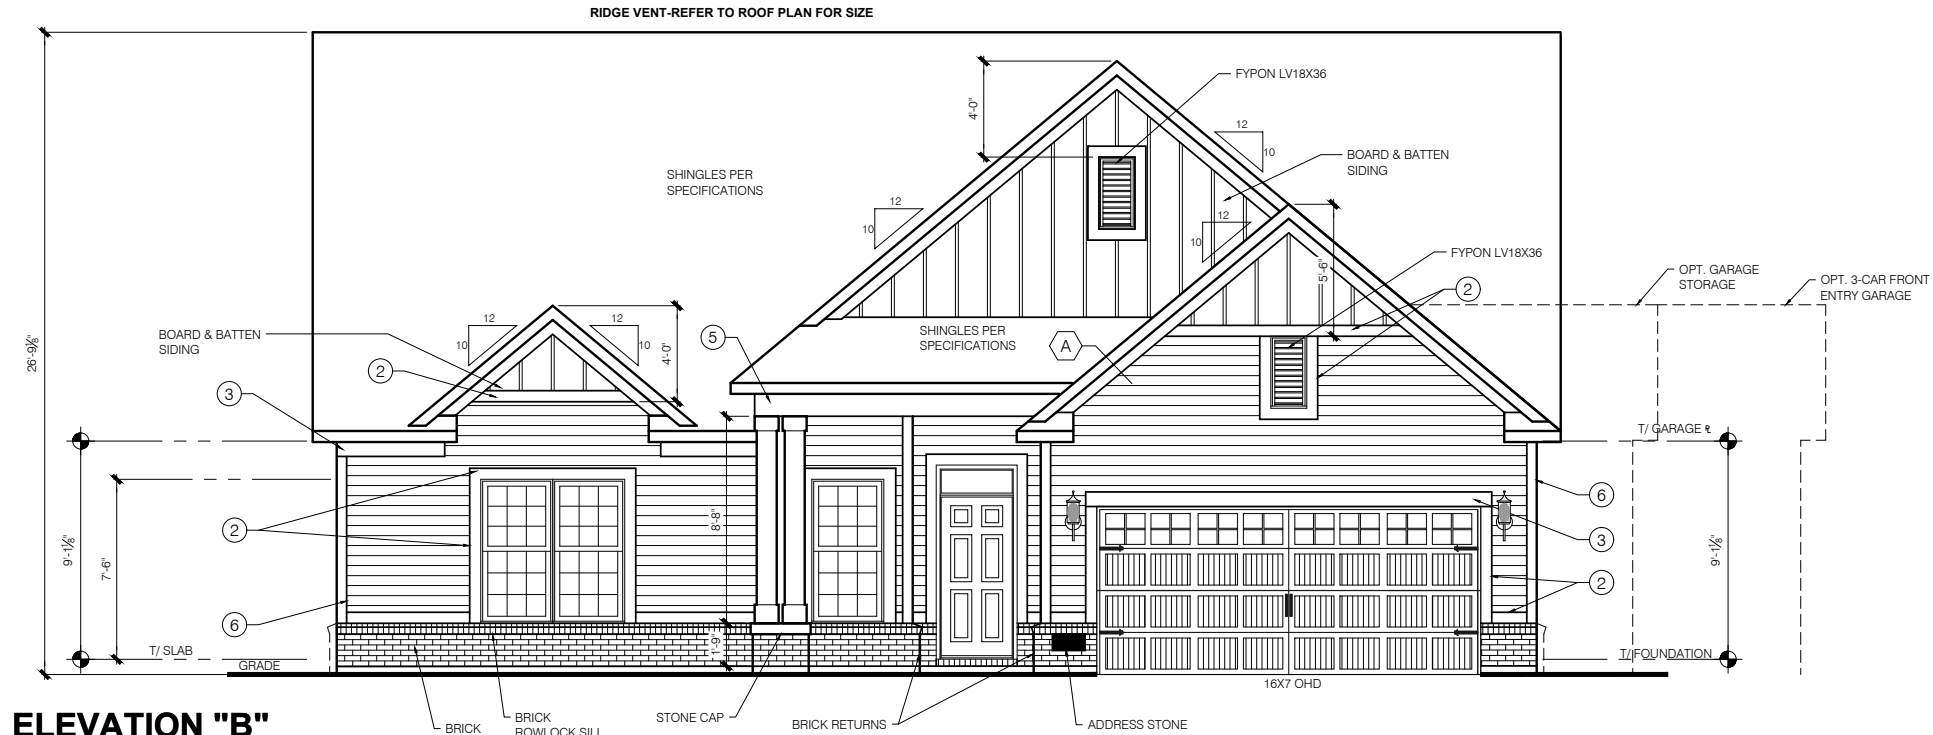 RIDGE VENT-REFER TO ROOF PLAN FOR SIZE
FYPON LV18X36
4'-0"
12
10
BOARD & BATTEN
SIDING
SHINGLES PER
SPECIFICATIONS
12
10
12
10
5'-6"
FYPON LV18X36
2
OPT. GARAGE
STORAGE
OPT. 3-CAR FRONT
ENTRY GARAGE
26'-9⅛"
BOARD & BATTEN
SIDING
12
10
12
10
4'-0"
5
SHINGLES PER
SPECIFICATIONS
A
2
3
T/ GARAGE ℄
9'-1⅛"
7'-6"
2
8'-8"
6
3
2
9'-1⅛"
6
1'-9"
T/ SLAB
GRADE
T/ FOUNDATION
16X7 OHD
ELEVATION "B"
BRICK
BRICK
ROWLOCK SILL
STONE CAP
BRICK RETURNS
ADDRESS STONE